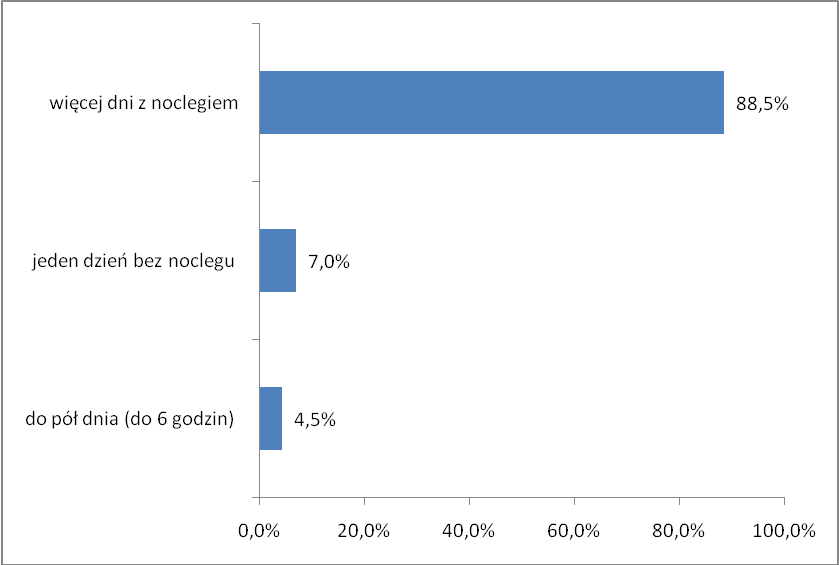 więcej dni z noclegiem
88,5%
jeden dzień bez noclegu
7,0%
do pół dnia (do 6 godzin)
4,5%
0,0% 20,0% 40,0% 60,0% 80,0% 100,0%